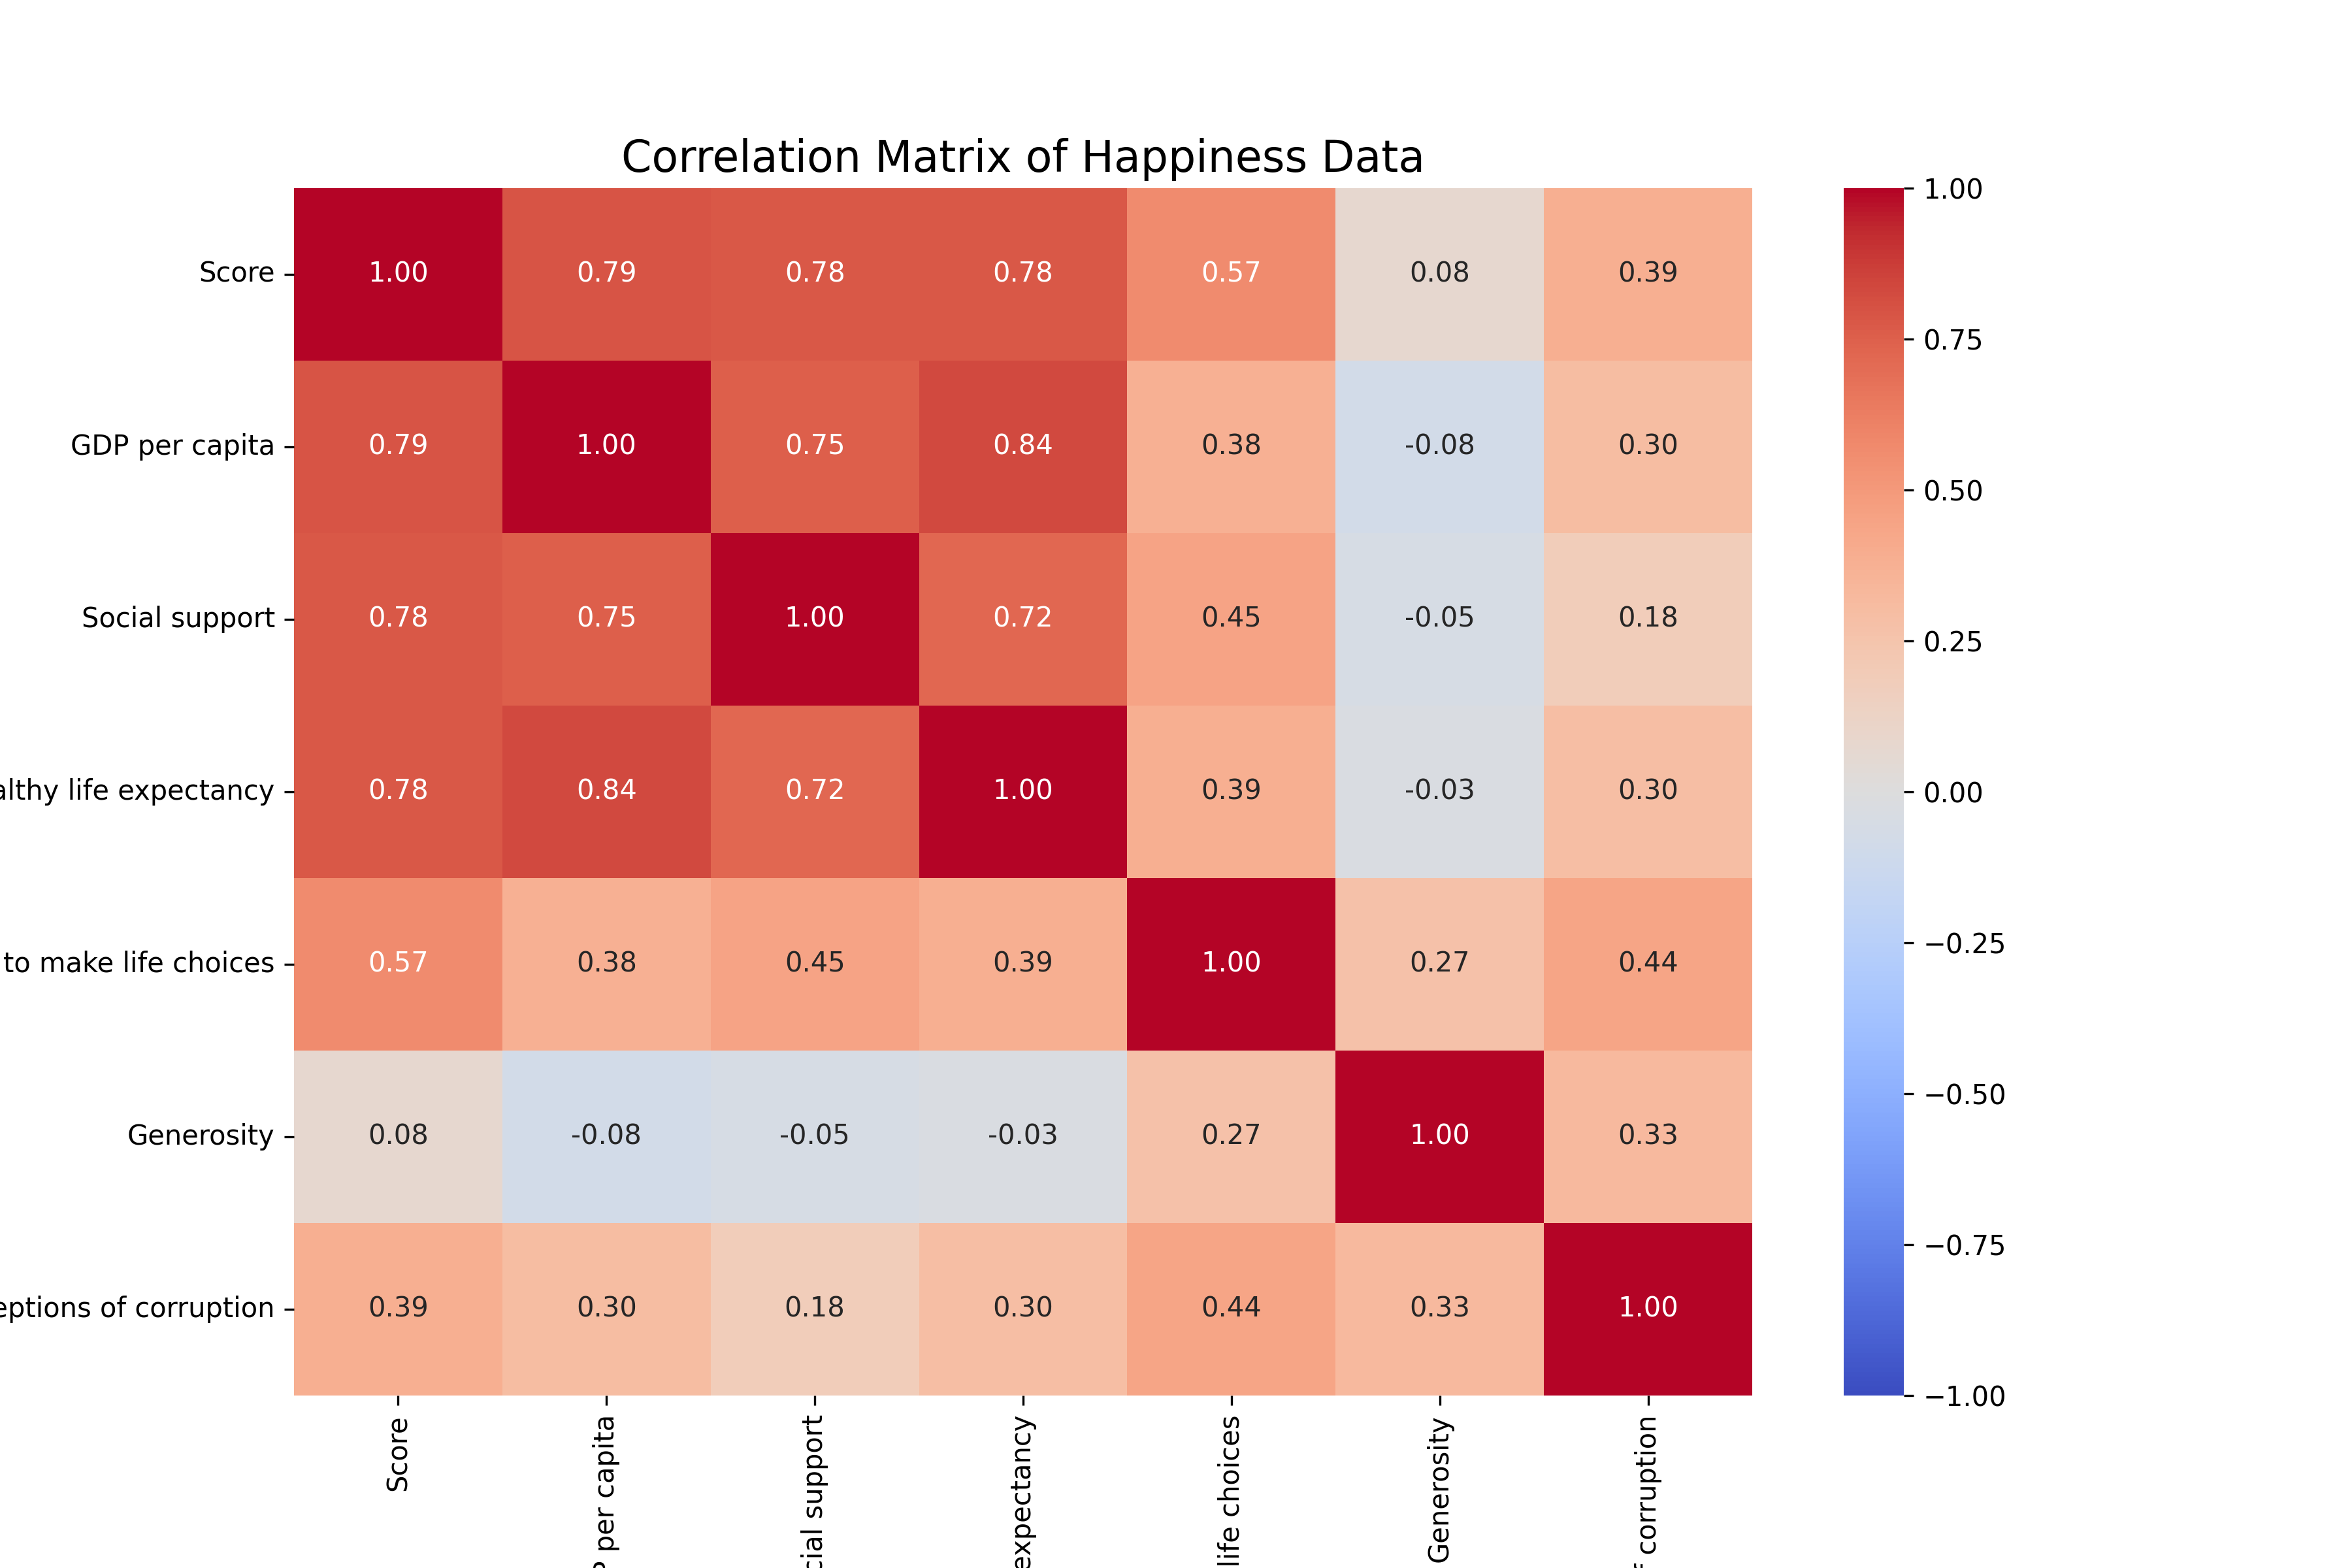 Correlation Matrix of Happiness Data
Score 1.00 0.79 0.78 0.78 0.57 0.08 0.39
GDP per capita 0.79 1.00 0.75 0.84 0.38 -0.08 0.30
Social support 0.78 0.75 1.00 0.72 0.45 -0.05 0.18
althy life expectancy 0.78 0.84 0.72 1.00 0.39 -0.03 0.30
to make life choices 0.57 0.38 0.45 0.39 1.00 0.27 0.44
Generosity 0.08 -0.08 -0.05 -0.03 0.27 1.00 0.33
eptions of corruption 0.39 0.30 0.18 0.30 0.44 0.33 1.00
Score
P per capita
cial support
expectancy
life choices
Generosity
corruption
1.00
0.75
0.50
0.25
0.00
−0.25
−0.50
−0.75
−1.00